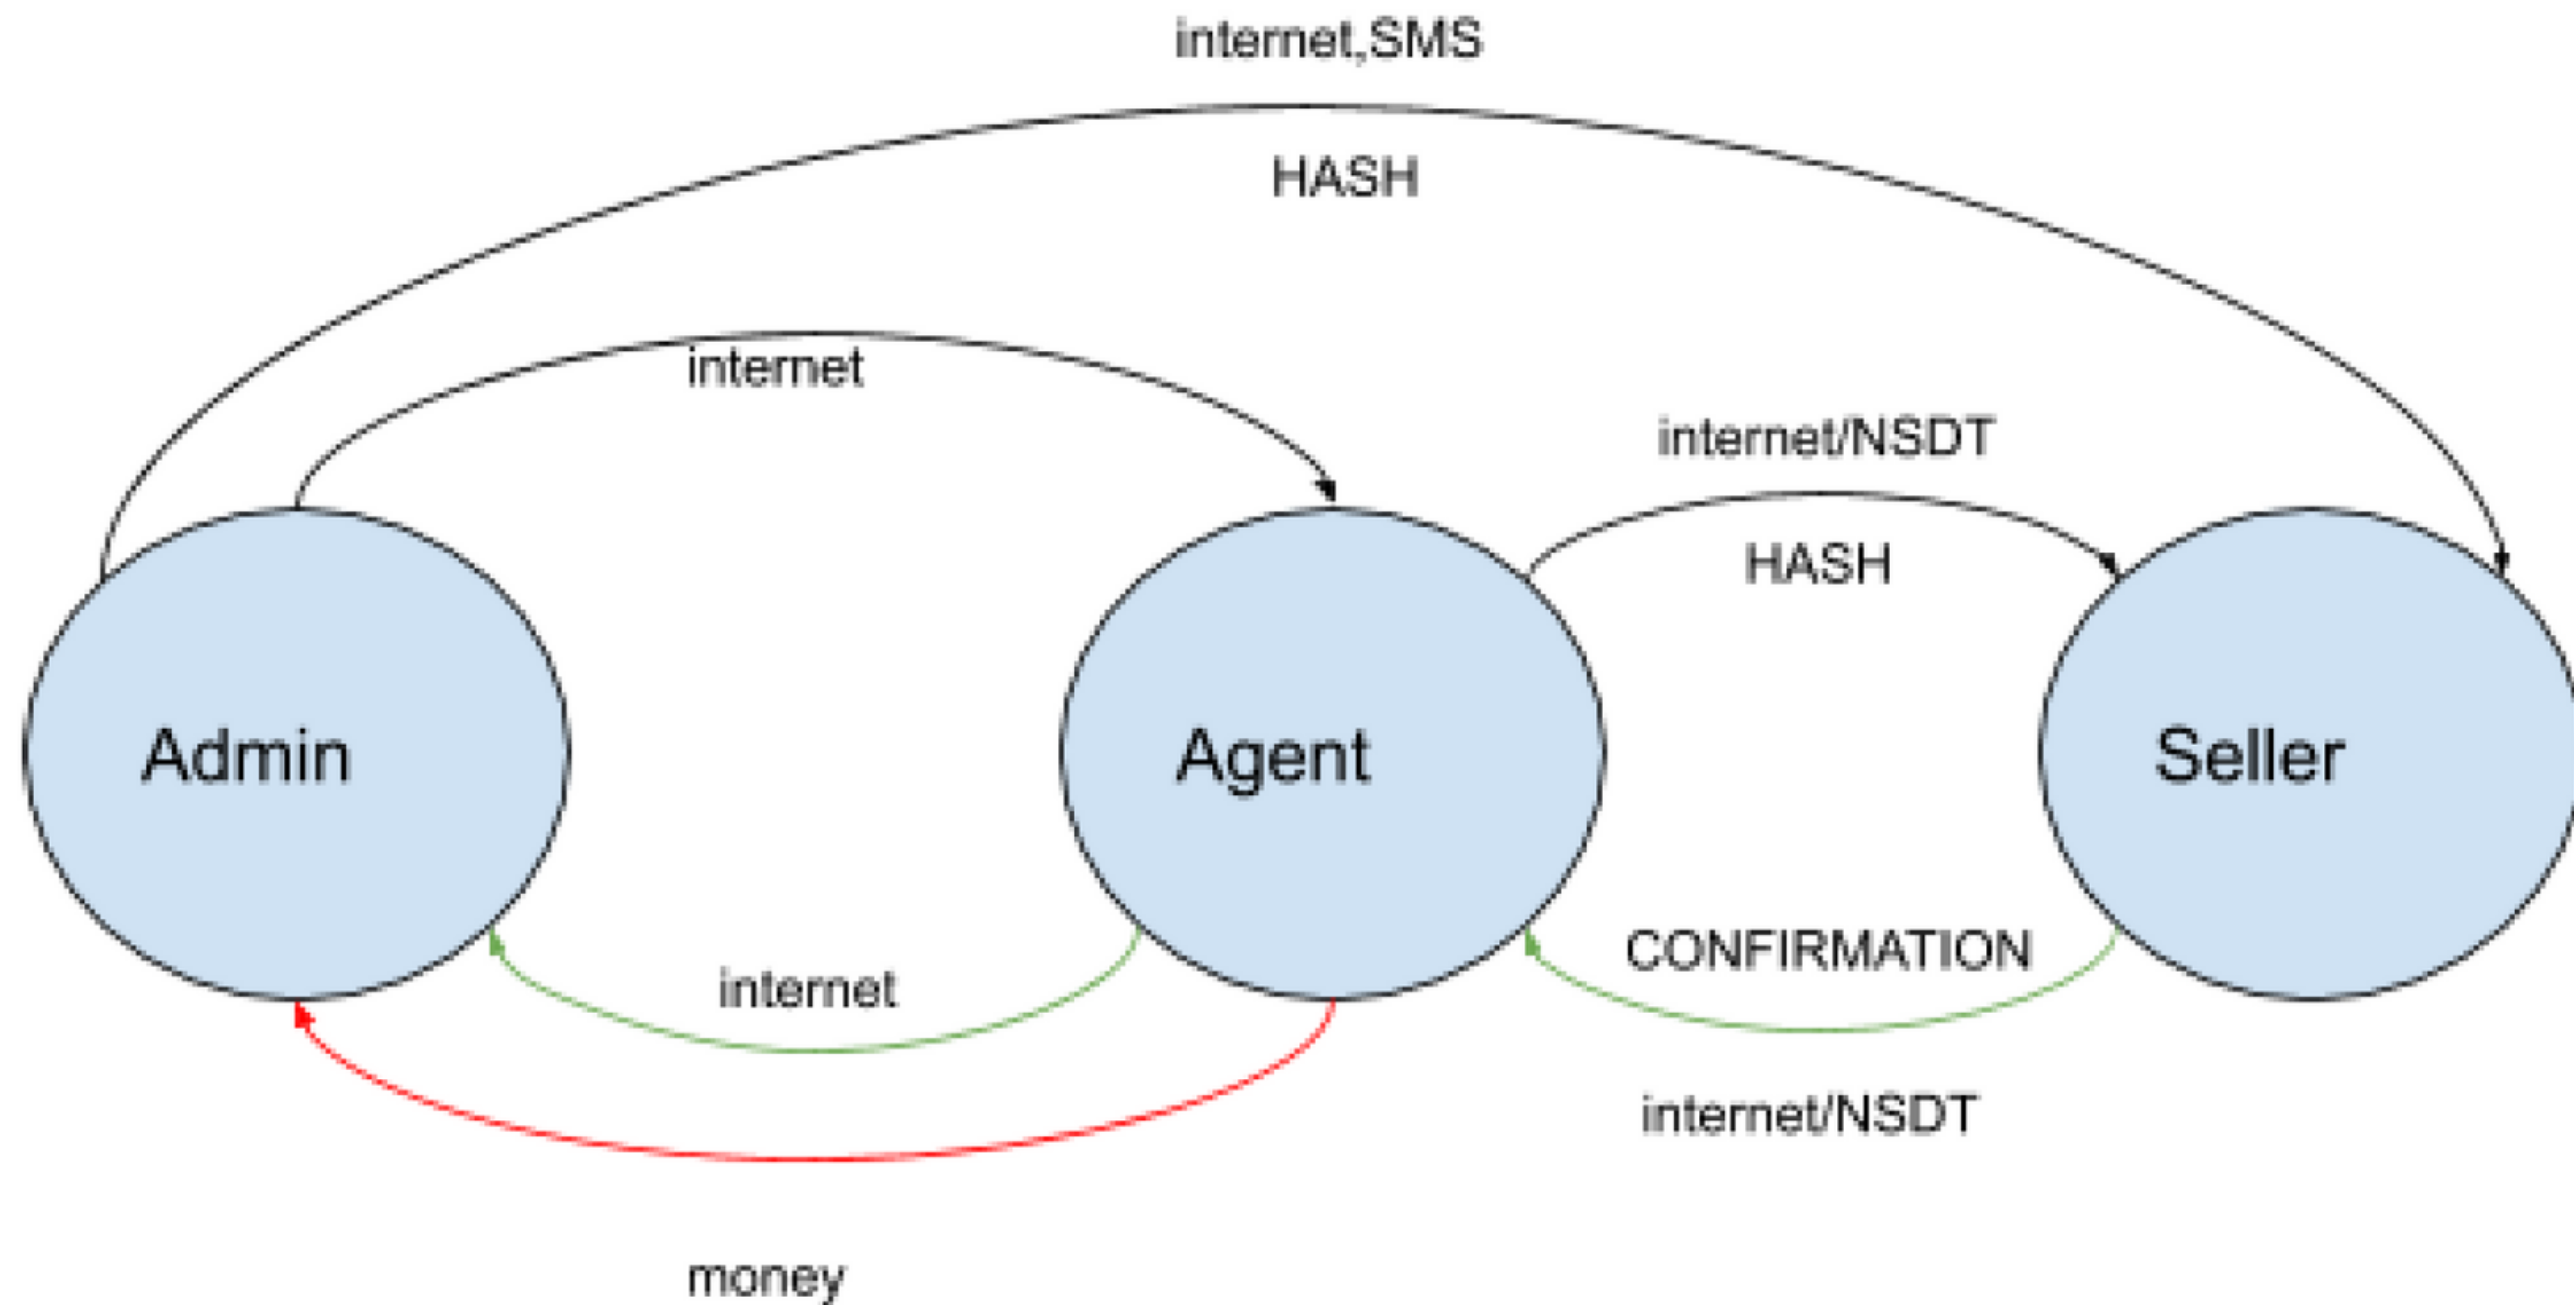 internet,SMS
HASH
internet
internet/NSDT
HASH
Admin
Agent
Seller
CONFIRMATION
internet
internet/NSDT
money